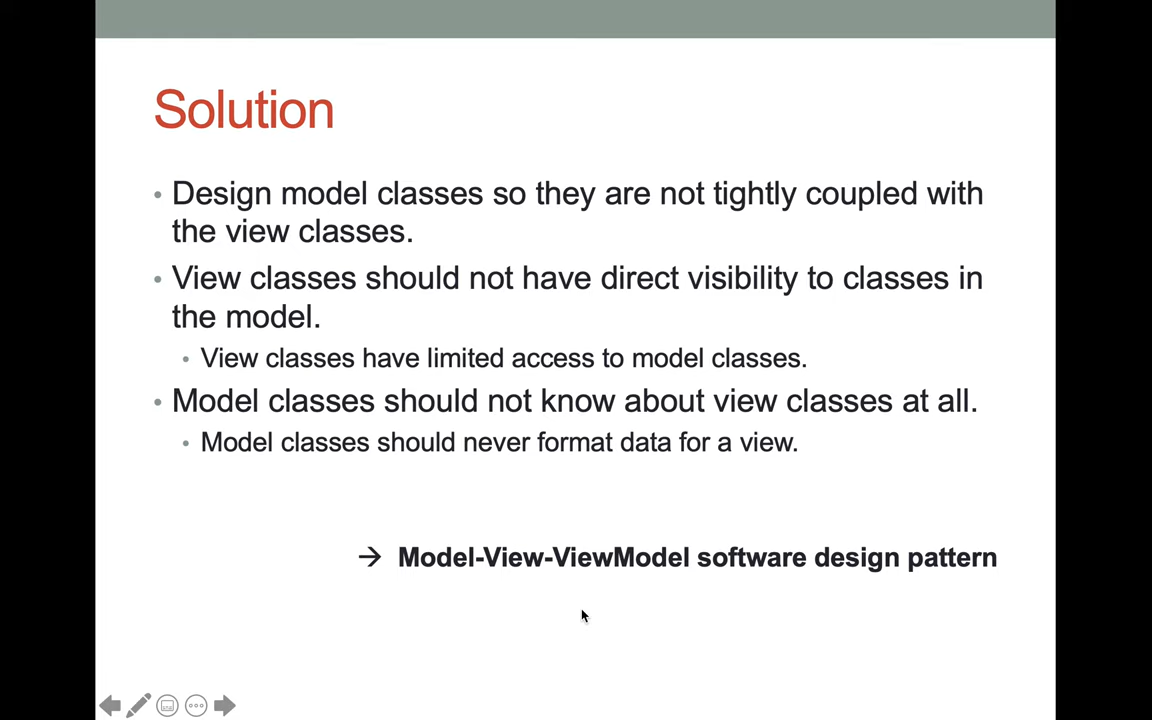 Solution
• Design model classes so they are not tightly coupled with
the view classes.
• View classes should not have direct visibility to classes in
the model.
• View classes have limited access to model classes.
• Model classes should not know about view classes at all.
• Model classes should never format data for a view.
→ Model-View-ViewModel software design pattern